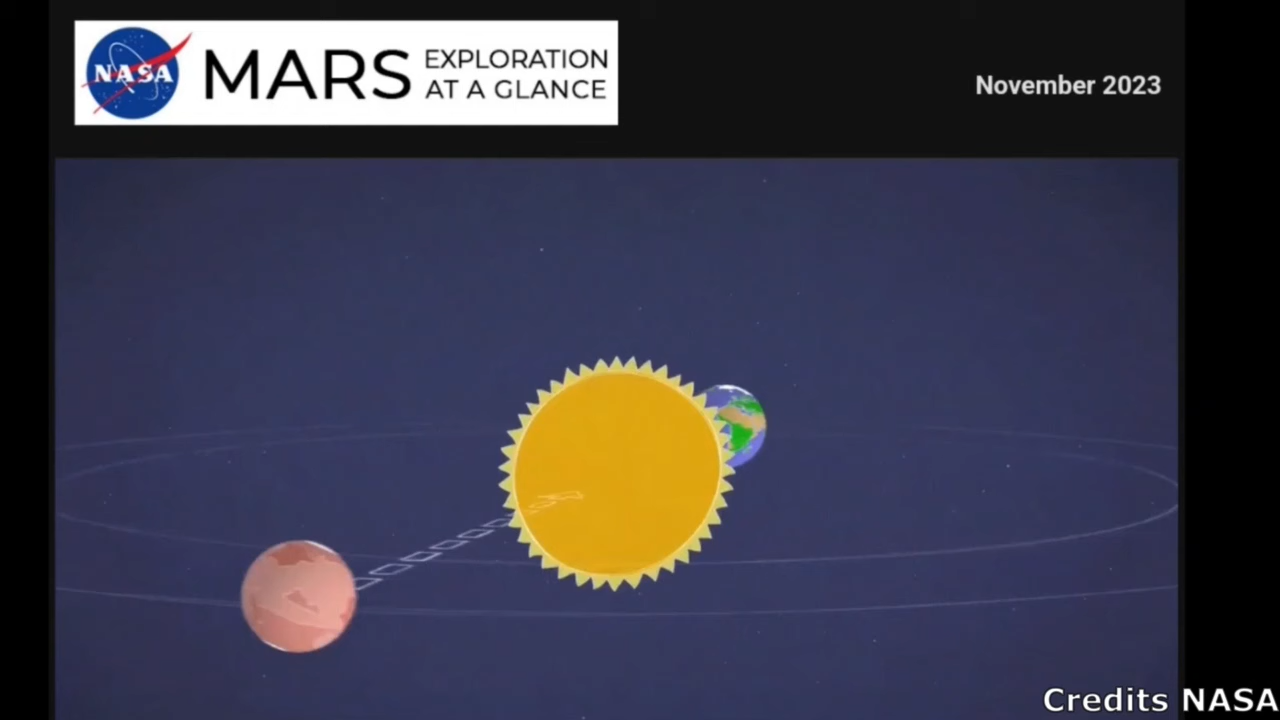 NASA
MARS
EXPLORATION
AT A GLANCE
November 2023
Credits NASA